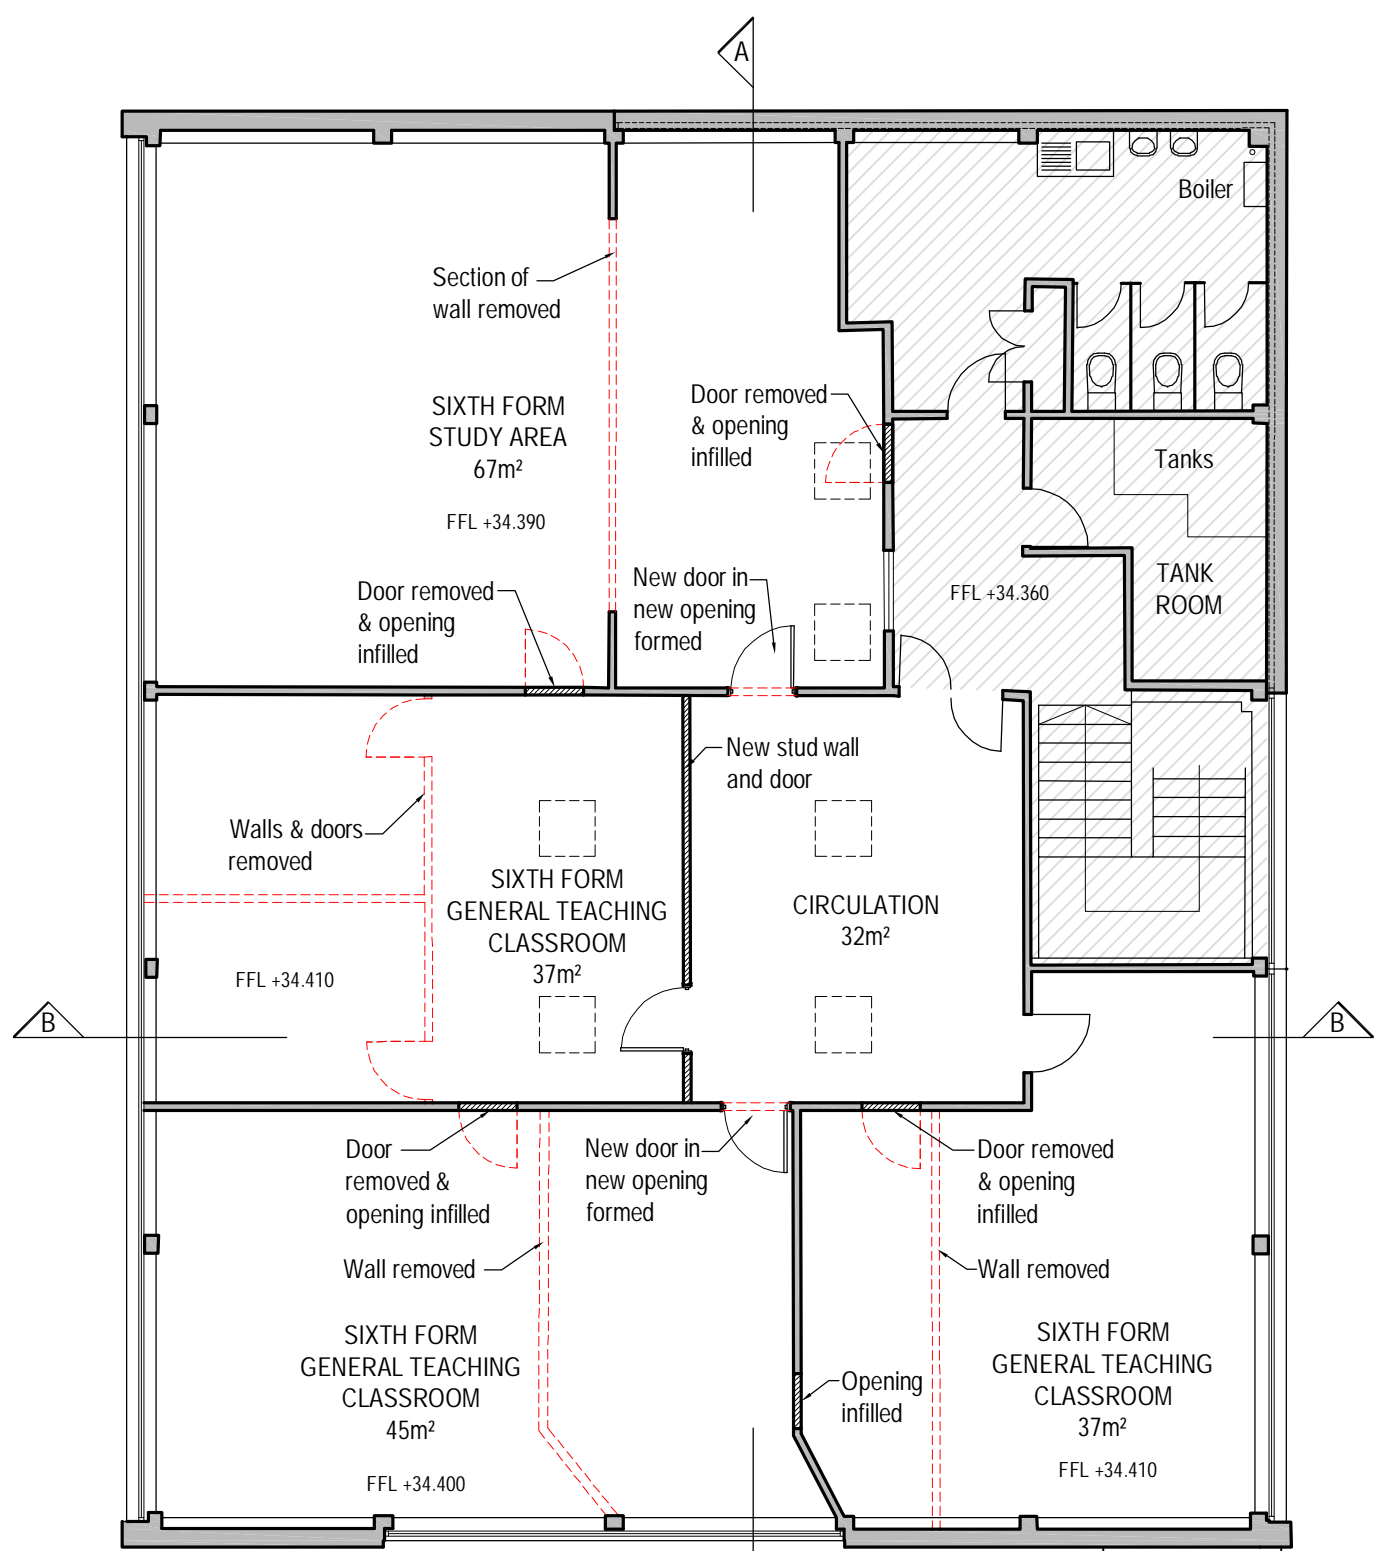 A
Boiler
Section of
wall removed
Door removed
& opening
infilled
SIXTH FORM
STUDY AREA
67m²
FFL +34.390
Tanks
TANK
ROOM
FFL +34.360
New door in
new opening
formed
Door removed
& opening
infilled
New stud wall
and door
Walls & doors
removed
SIXTH FORM
GENERAL TEACHING
CLASSROOM
37m²
CIRCULATION
32m²
FFL +34.410
B
B
Door
removed &
opening infilled
New door in
new opening
formed
Door removed
& opening
infilled
Wall removed
Wall removed
SIXTH FORM
GENERAL TEACHING
CLASSROOM
45m²
FFL +34.400
Opening
infilled
SIXTH FORM
GENERAL TEACHING
CLASSROOM
37m²
FFL +34.410